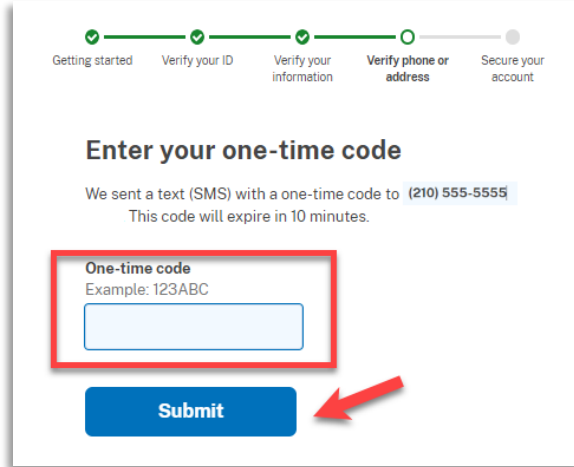 Getting started
Verify your ID
Verify your
information
Verify phone or
address
Secure your
account
Enter your one-time code
We sent a text (SMS) with a one-time code to (210) 555-5555
This code will expire in 10 minutes.
One-time code
Example: 123ABC
Submit